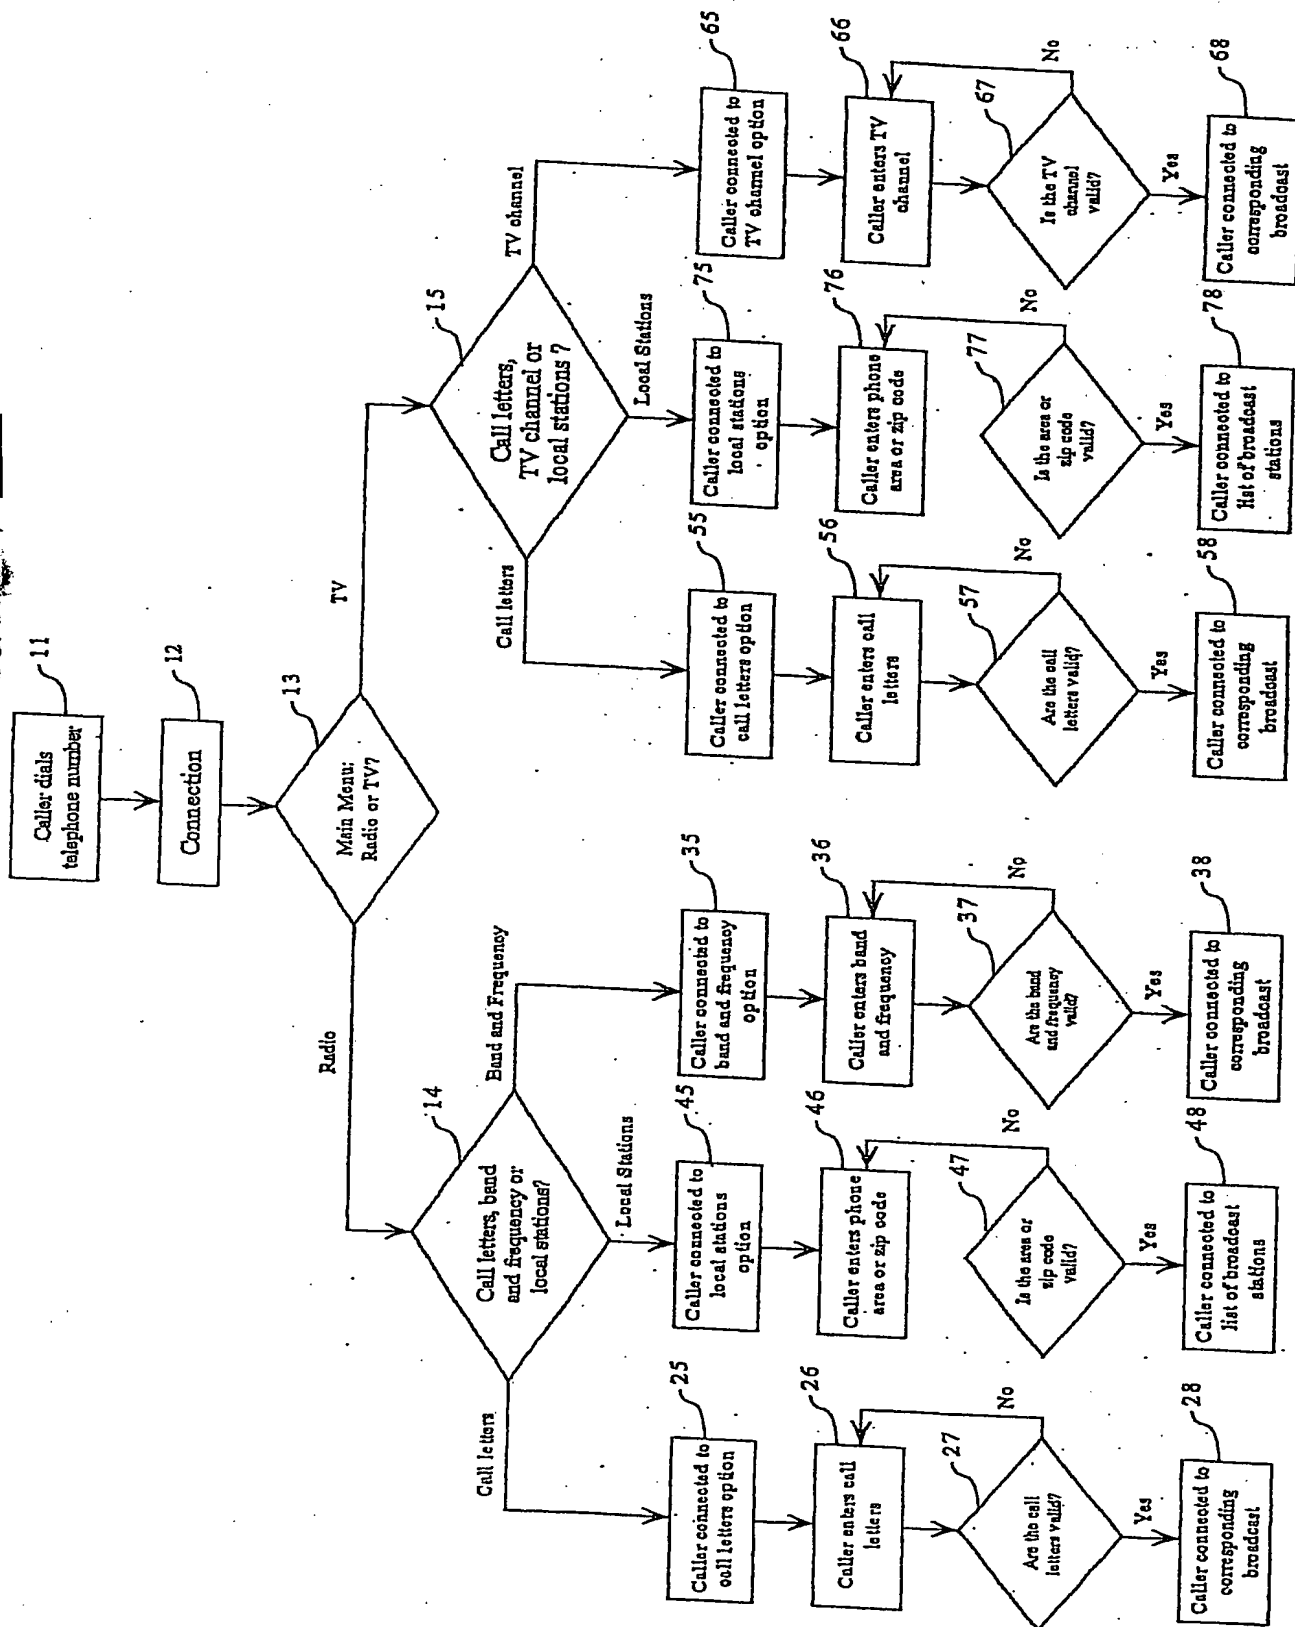 Caller dials
telephone number
11
Connection
12
Main Menu:
Radio or TV?
13
Radio
TV
Call letters, band
and frequency or
local stations?
14
Call letters
Local Stations
Band and Frequency
Call letters,
TV channel or
local stations ?
15
Call letters
Local Stations
TV channel
Caller connected to
call letters option
25
Caller connected to
local stations
option
45
Caller connected to
band and frequency
option
35
Caller connected to
call letters option
55
Caller connected to
local stations
option
75
Caller connected to
TV channel option
65
Caller enters call
letters
26
Caller enters phone
area or zip code
46
Caller enters band
and frequency
36
Caller enters call
letters
56
Caller enters phone
area or zip code
76
Caller enters TV
channel
66
Are the call
letters valid?
27
No
Yes
Is the area or
zip code
valid?
47
No
Yes
Are the band
and frequency
valid?
37
No
Yes
Are the call
letters valid?
57
No
Yes
Is the area or
zip code
valid?
77
No
Yes
Is the TV
channel
valid?
67
No
Yes
Caller connected to
corresponding
broadcast
28
Caller connected to
list of broadcast
stations
48
Caller connected to
corresponding
broadcast
38
Caller connected to
corresponding
broadcast
58
Caller connected to
list of broadcast
stations
78
Caller connected to
corresponding
broadcast
68